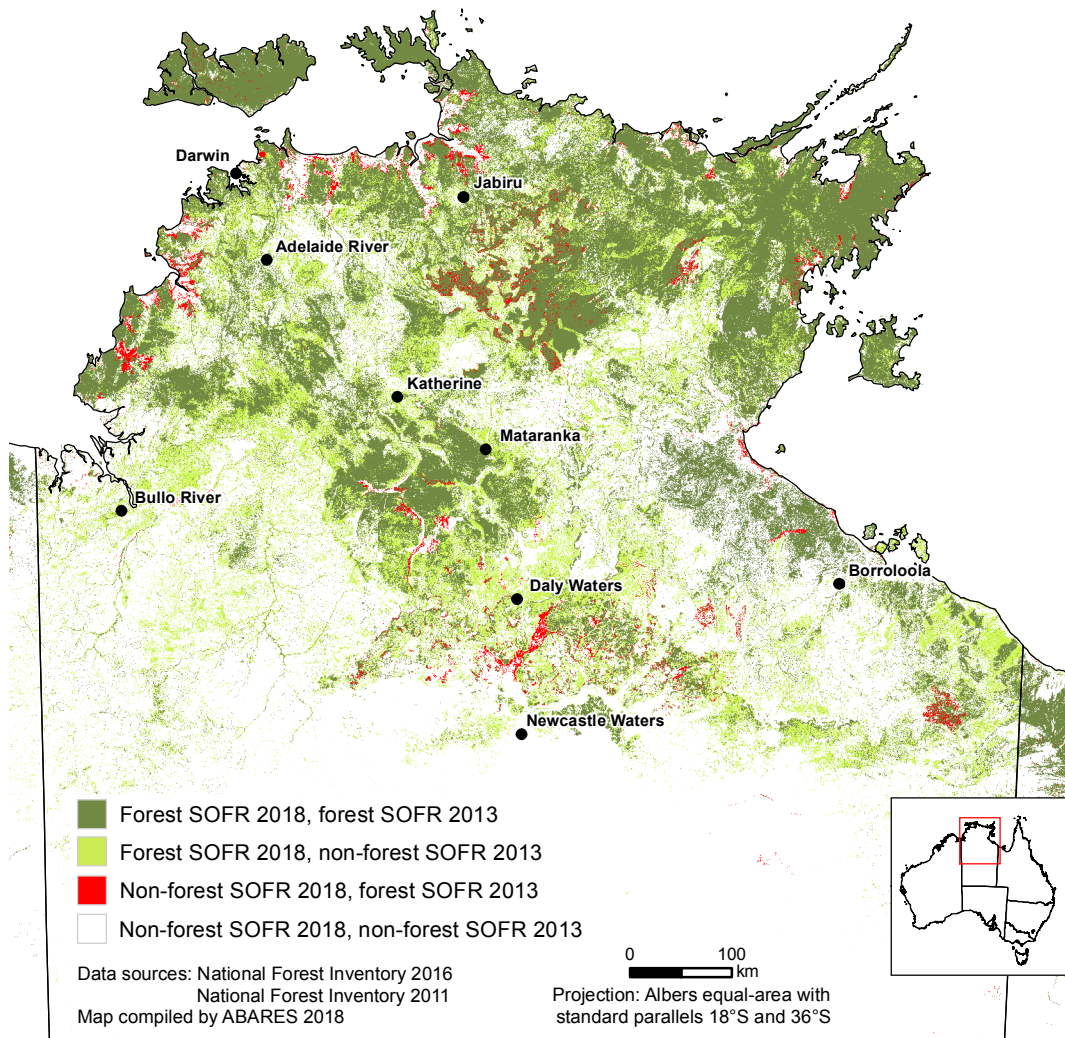 Darwin
Jabiru
Adelaide River
Katherine
Mataranka
Bullo River
Borroloola
Daly Waters
Newcastle Waters
Forest SOFR 2018, forest SOFR 2013
Forest SOFR 2018, non-forest SOFR 2013
Non-forest SOFR 2018, forest SOFR 2013
Non-forest SOFR 2018, non-forest SOFR 2013
Data sources: National Forest Inventory 2016
National Forest Inventory 2011
Map compiled by ABARES 2018
0 100
km
Projection: Albers equal-area with
standard parallels 18°S and 36°S